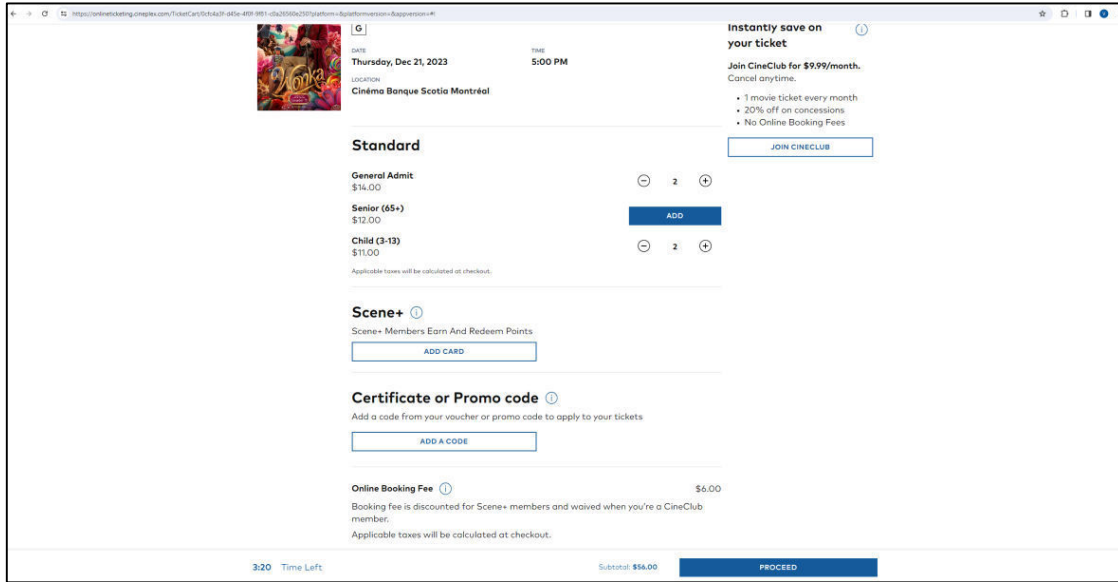 https://onlineticketing.cineplex.com/TicketCart/
G
DATE
Thursday, Dec 21, 2023
TIME
5:00 PM
LOCATION
Cinéma Banque Scotia Montréal
Wonka
Instantly save on
your ticket
Join CineClub for $9.99/month.
Cancel anytime.
• 1 movie ticket every month
• 20% off on concessions
• No Online Booking Fees
JOIN CINECLUB
Standard
General Admit
$14.00
2
Senior (65+)
$12.00
ADD
Child (3-13)
$11.00
2
Applicable taxes will be calculated at checkout.
Scene+
Scene+ Members Earn And Redeem Points
ADD CARD
Certificate or Promo code
Add a code from your voucher or promo code to apply to your tickets
ADD A CODE
Online Booking Fee
$6.00
Booking fee is discounted for Scene+ members and waived when you're a CineClub
member.
Applicable taxes will be calculated at checkout.
3:20 Time Left
Subtotal: $56.00
PROCEED